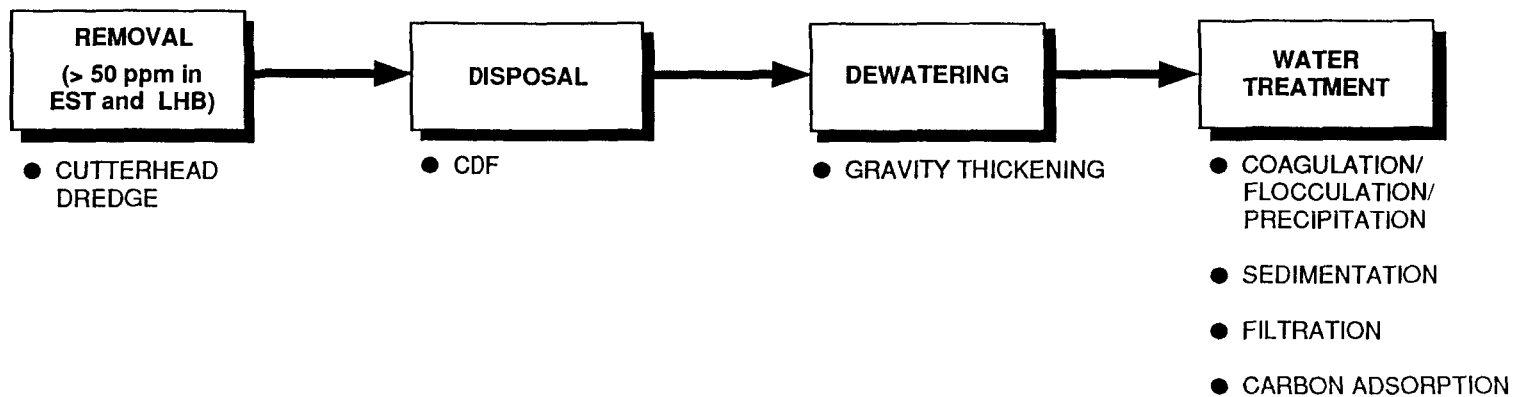 REMOVAL
(> 50 ppm in
EST and LHB)
● CUTTERHEAD
DREDGE
DISPOSAL
● CDF
DEWATERING
● GRAVITY THICKENING
WATER
TREATMENT
● COAGULATION/
FLOCCULATION/
PRECIPITATION
● SEDIMENTATION
● FILTRATION
● CARBON ADSORPTION